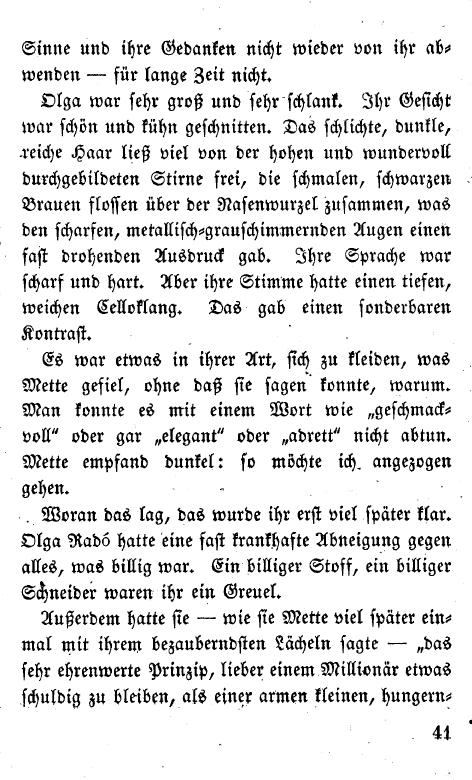 Sinne und ihre Gedanken nicht wieder von ihr ab-
wenden — für lange Zeit nicht.
Olga war sehr groß und sehr schlank. Ihr Gesicht
war schön und kühn geschnitten. Das schlichte, dunkle,
reiche Haar ließ viel von der hohen und wundervoll
durchgebildeten Stirne frei, die schmalen, schwarzen
Brauen flossen über der Nasenwurzel zusammen, was
den scharfen, metallisch-grauschimmernden Augen einen
fast drohenden Ausdruck gab. Ihre Sprache war
scharf und hart. Aber ihre Stimme hatte einen tiefen,
weichen Celloklang. Das gab einen sonderbaren
Kontrast.
Es war etwas in ihrer Art, sich zu kleiden, was
Mette gefiel, ohne daß sie sagen konnte, warum.
Man konnte es mit einem Wort wie „geschmack-
voll“ oder gar „elegant“ oder „adrett“ nicht abtun.
Mette empfand dunkel: so möchte ich angezogen
gehen.
Woran das lag, das wurde ihr erst viel später klar.
Olga Radó hatte eine fast krankhafte Abneigung gegen
alles, was billig war. Ein billiger Stoff, ein billiger
Schneider waren ihr ein Greuel.
Außerdem hatte sie — wie sie Mette viel später ein-
mal mit ihrem bezauberndsten Lächeln sagte — „das
sehr ehrenwerte Prinzip, lieber einem Millionär etwas
schuldig zu bleiben, als einer armen kleinen, hungern-
41